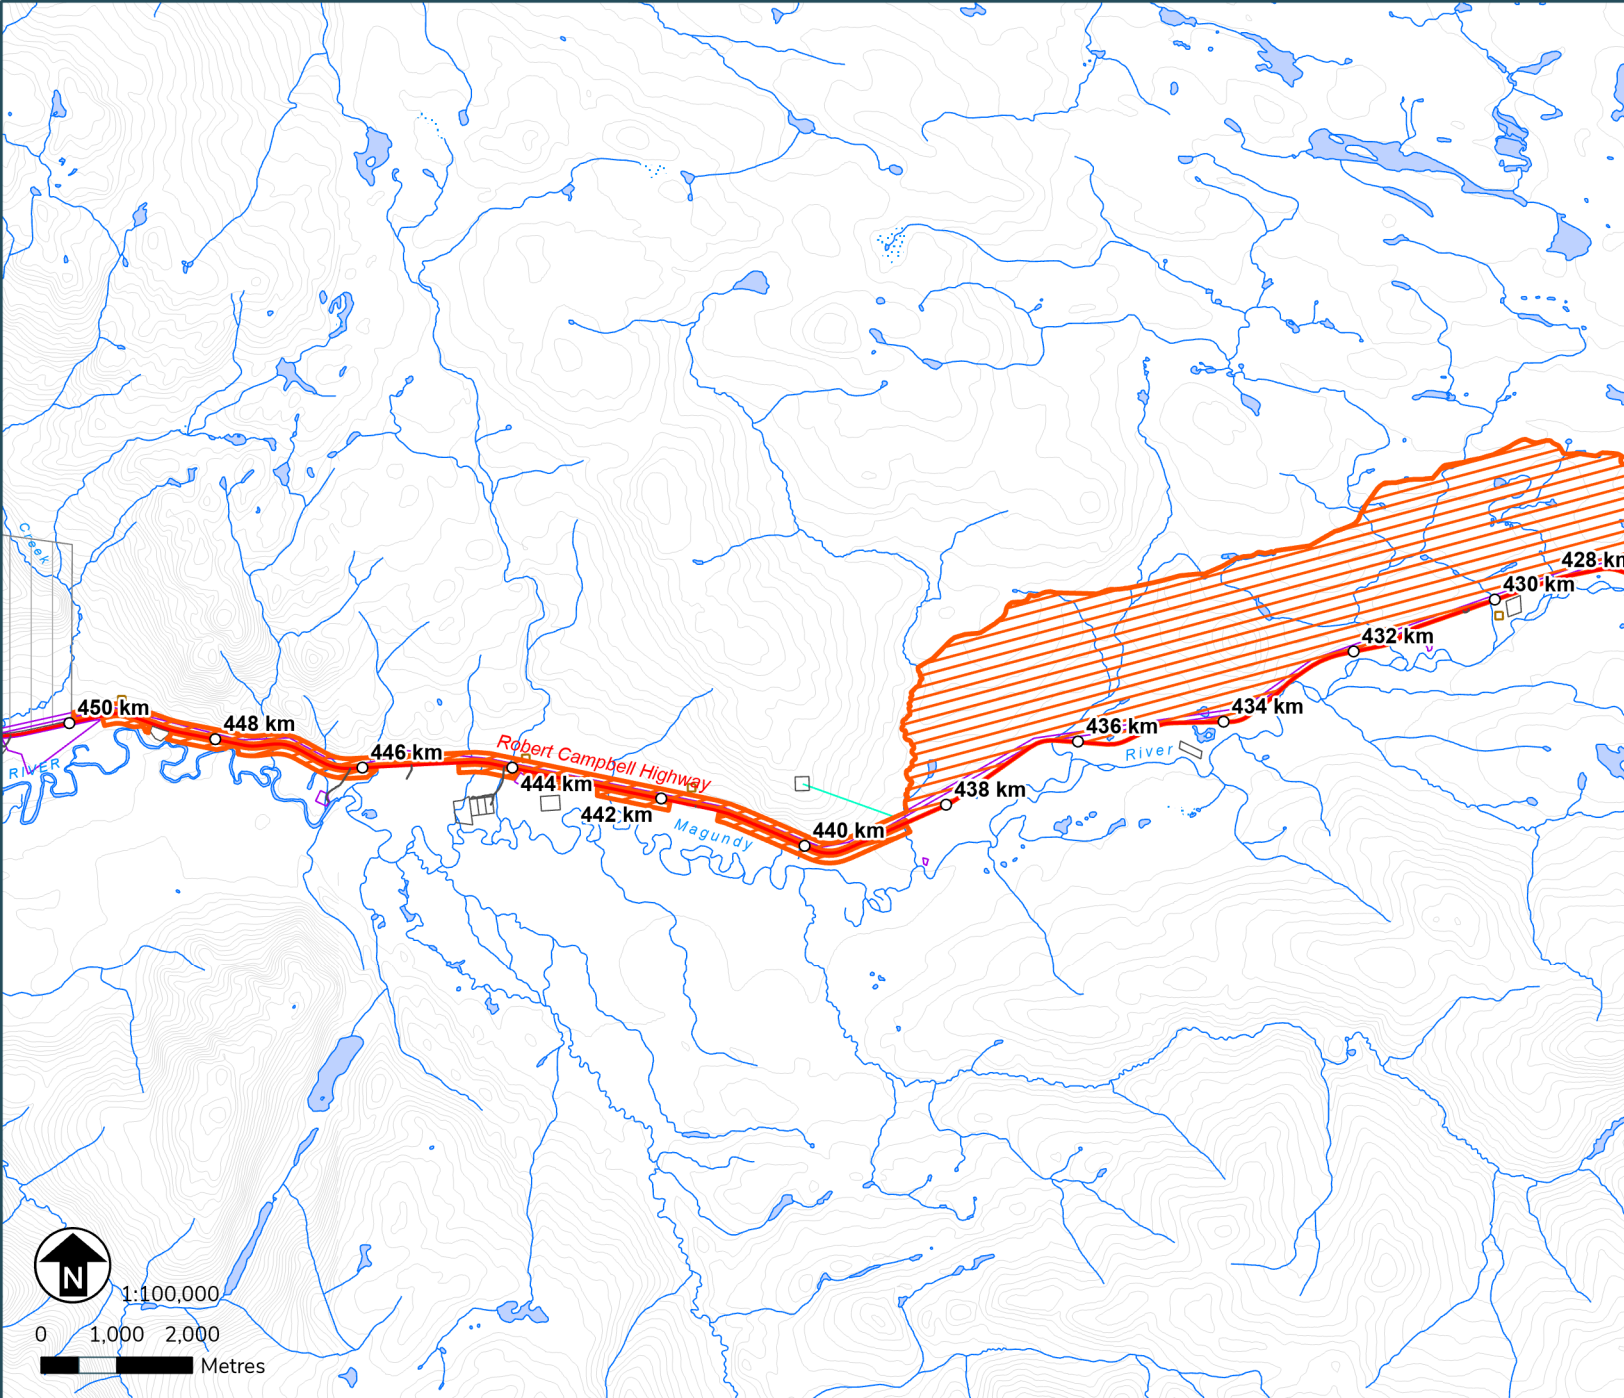 Creek
428 km
430 km
432 km
434 km
436 km
River
438 km
440 km
Robert Campbell Highway
442 km
444 km
446 km
448 km
450 km
RIVER
Magundy
N
1:100,000
0 1,000 2,000
Metres